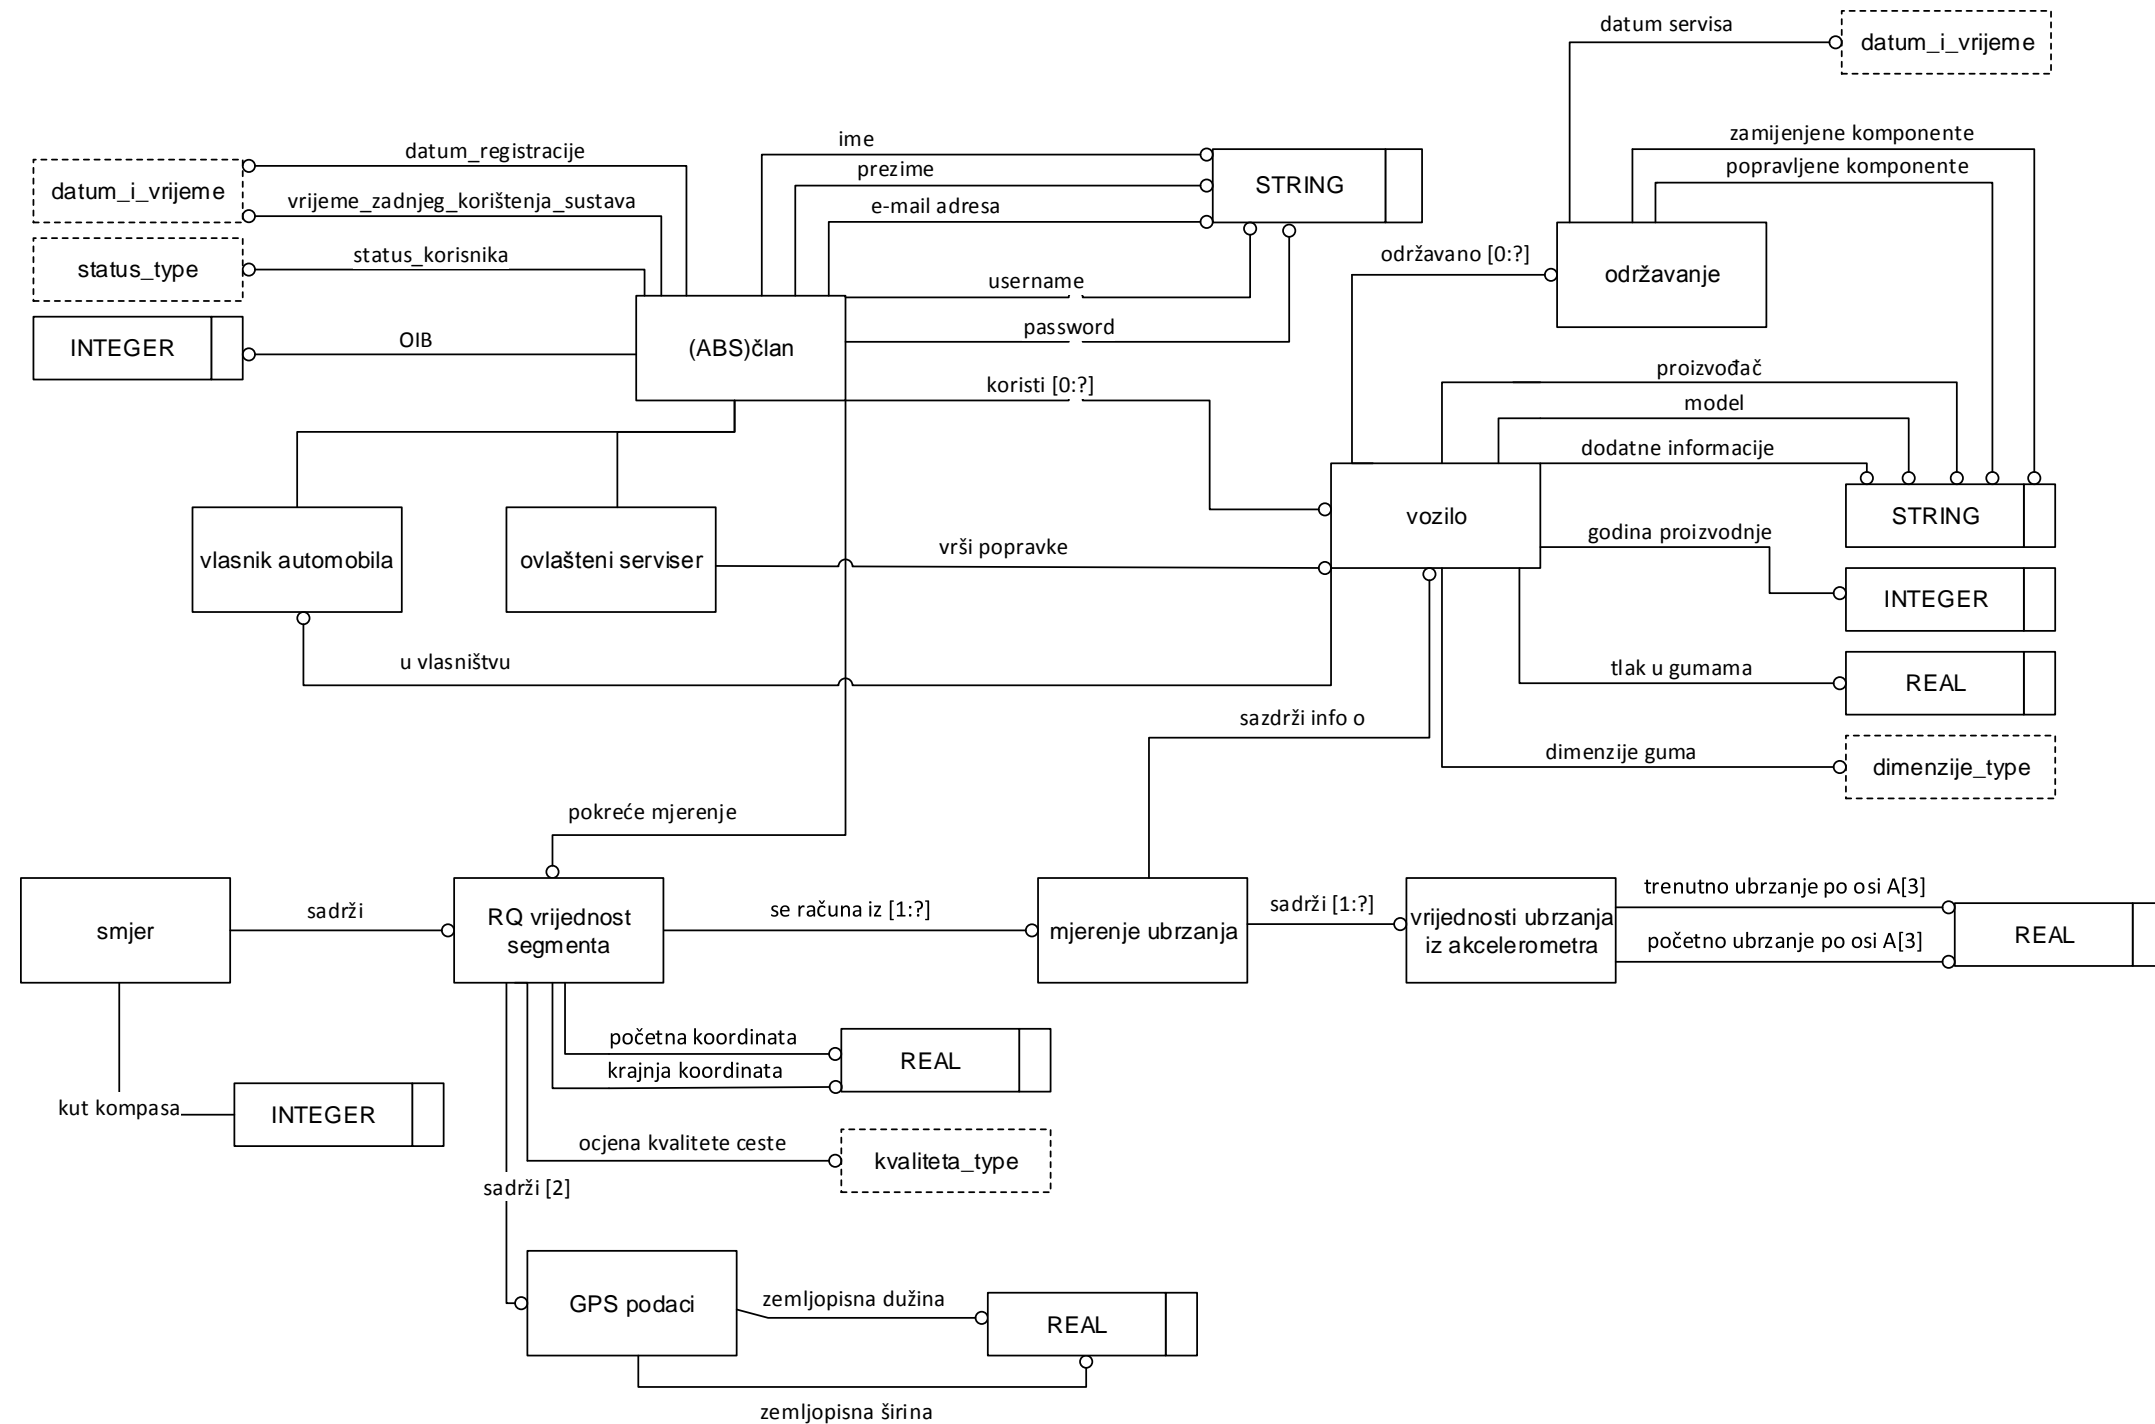 datum servisa
datum_i_vrijeme
zamijenjene komponente
popravljene komponente
ime
prezime
e-mail adresa
STRING
datum_registracije
datum_i_vrijeme
vrijeme_zadnjeg_korištenja_sustava
status_korisnika
status_type
username
password
održavano [0:?]
održavanje
OIB
INTEGER
(ABS)član
koristi [0:?]
proizvođač
model
dodatne informacije
STRING
vozilo
godina proizvodnje
INTEGER
vlasnik automobila
ovlašteni serviser
vrši popravke
u vlasništvu
tlak u gumama
REAL
sazdrži info o
dimenzije guma
dimenzije_type
pokreće mjerenje
smjer
sadrži
RQ vrijednost
segmenta
se računa iz [1:?]
mjerenje ubrzanja
sadrži [1:?]
vrijednosti ubrzanja
iz akcelerometra
trenutno ubrzanje po osi A[3]
početno ubrzanje po osi A[3]
REAL
početna koordinata
krajnja koordinata
REAL
kut kompasa
INTEGER
ocjena kvalitete ceste
kvaliteta_type
sadrži [2]
GPS podaci
zemljopisna dužina
REAL
zemljopisna širina